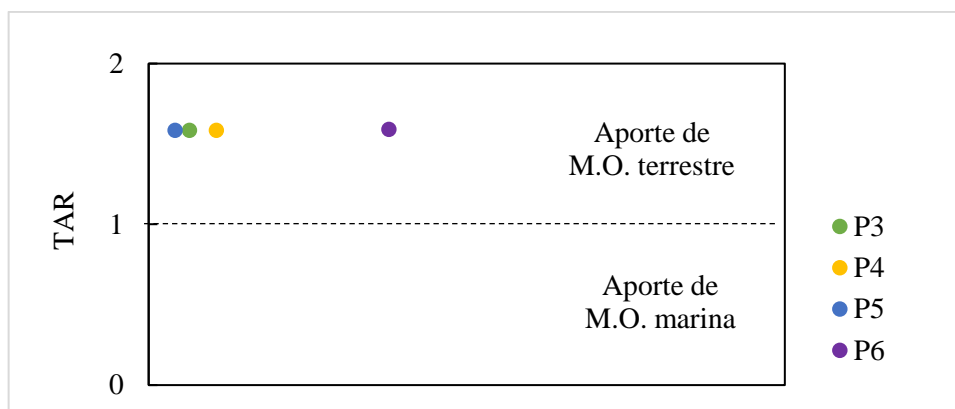 2
Aporte de
M.O. terrestre
TAR
1
Aporte de
M.O. marina
0
P3
P4
P5
P6